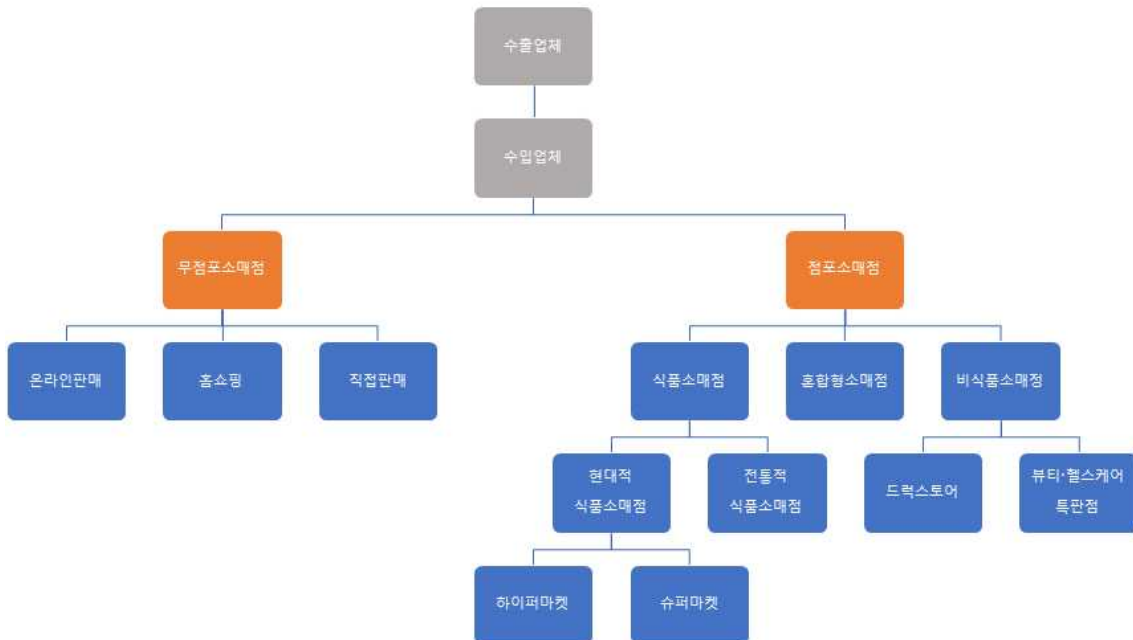 수출업체
수입업체
무점포소매점
점포소매점
온라인판매
홈쇼핑
직접판매
식품소매점
혼합형소매점
비식품소매정
현대적
식품소매점
전통적
식품소매점
드럭스토어
뷰티·헬스케어
특판점
하이퍼마켓
슈퍼마켓